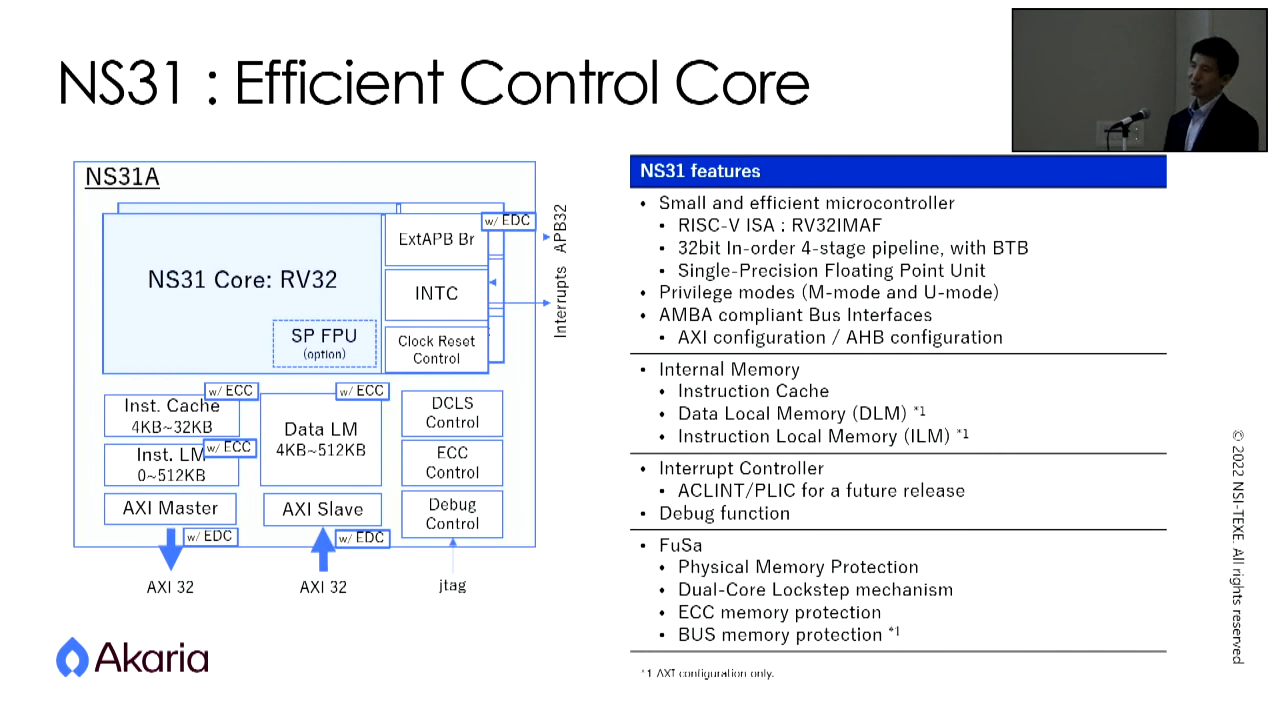 NS31 : Efficient Control Core
NS31A
w/ EDC
APB32
ExtAPB Br
NS31 Core: RV32
INTC
Interrupts
SP FPU
(option)
Clock Reset
Control
w/ ECC
w/ ECC
Inst. Cache
4KB~32KB
w/ ECC
Inst. LM
0~512KB
Data LM
4KB~512KB
DCLS
Control
ECC
Control
AXI Master
AXI Slave
Debug
Control
w/ EDC
w/ EDC
AXI 32
AXI 32
jtag
Akaria
NS31 features
• Small and efficient microcontroller
• RISC-V ISA : RV32IMAF
• 32bit In-order 4-stage pipeline, with BTB
• Single-Precision Floating Point Unit
• Privilege modes (M-mode and U-mode)
• AMBA compliant Bus Interfaces
• AXI configuration / AHB configuration
• Internal Memory
• Instruction Cache
• Data Local Memory (DLM) *1
• Instruction Local Memory (ILM) *1
• Interrupt Controller
• ACLINT/PLIC for a future release
• Debug function
• FuSa
• Physical Memory Protection
• Dual-Core Lockstep mechanism
• ECC memory protection
• BUS memory protection *1
*1 AXI configuration only.
© 2022 NSI-TEXE. All rights reserved